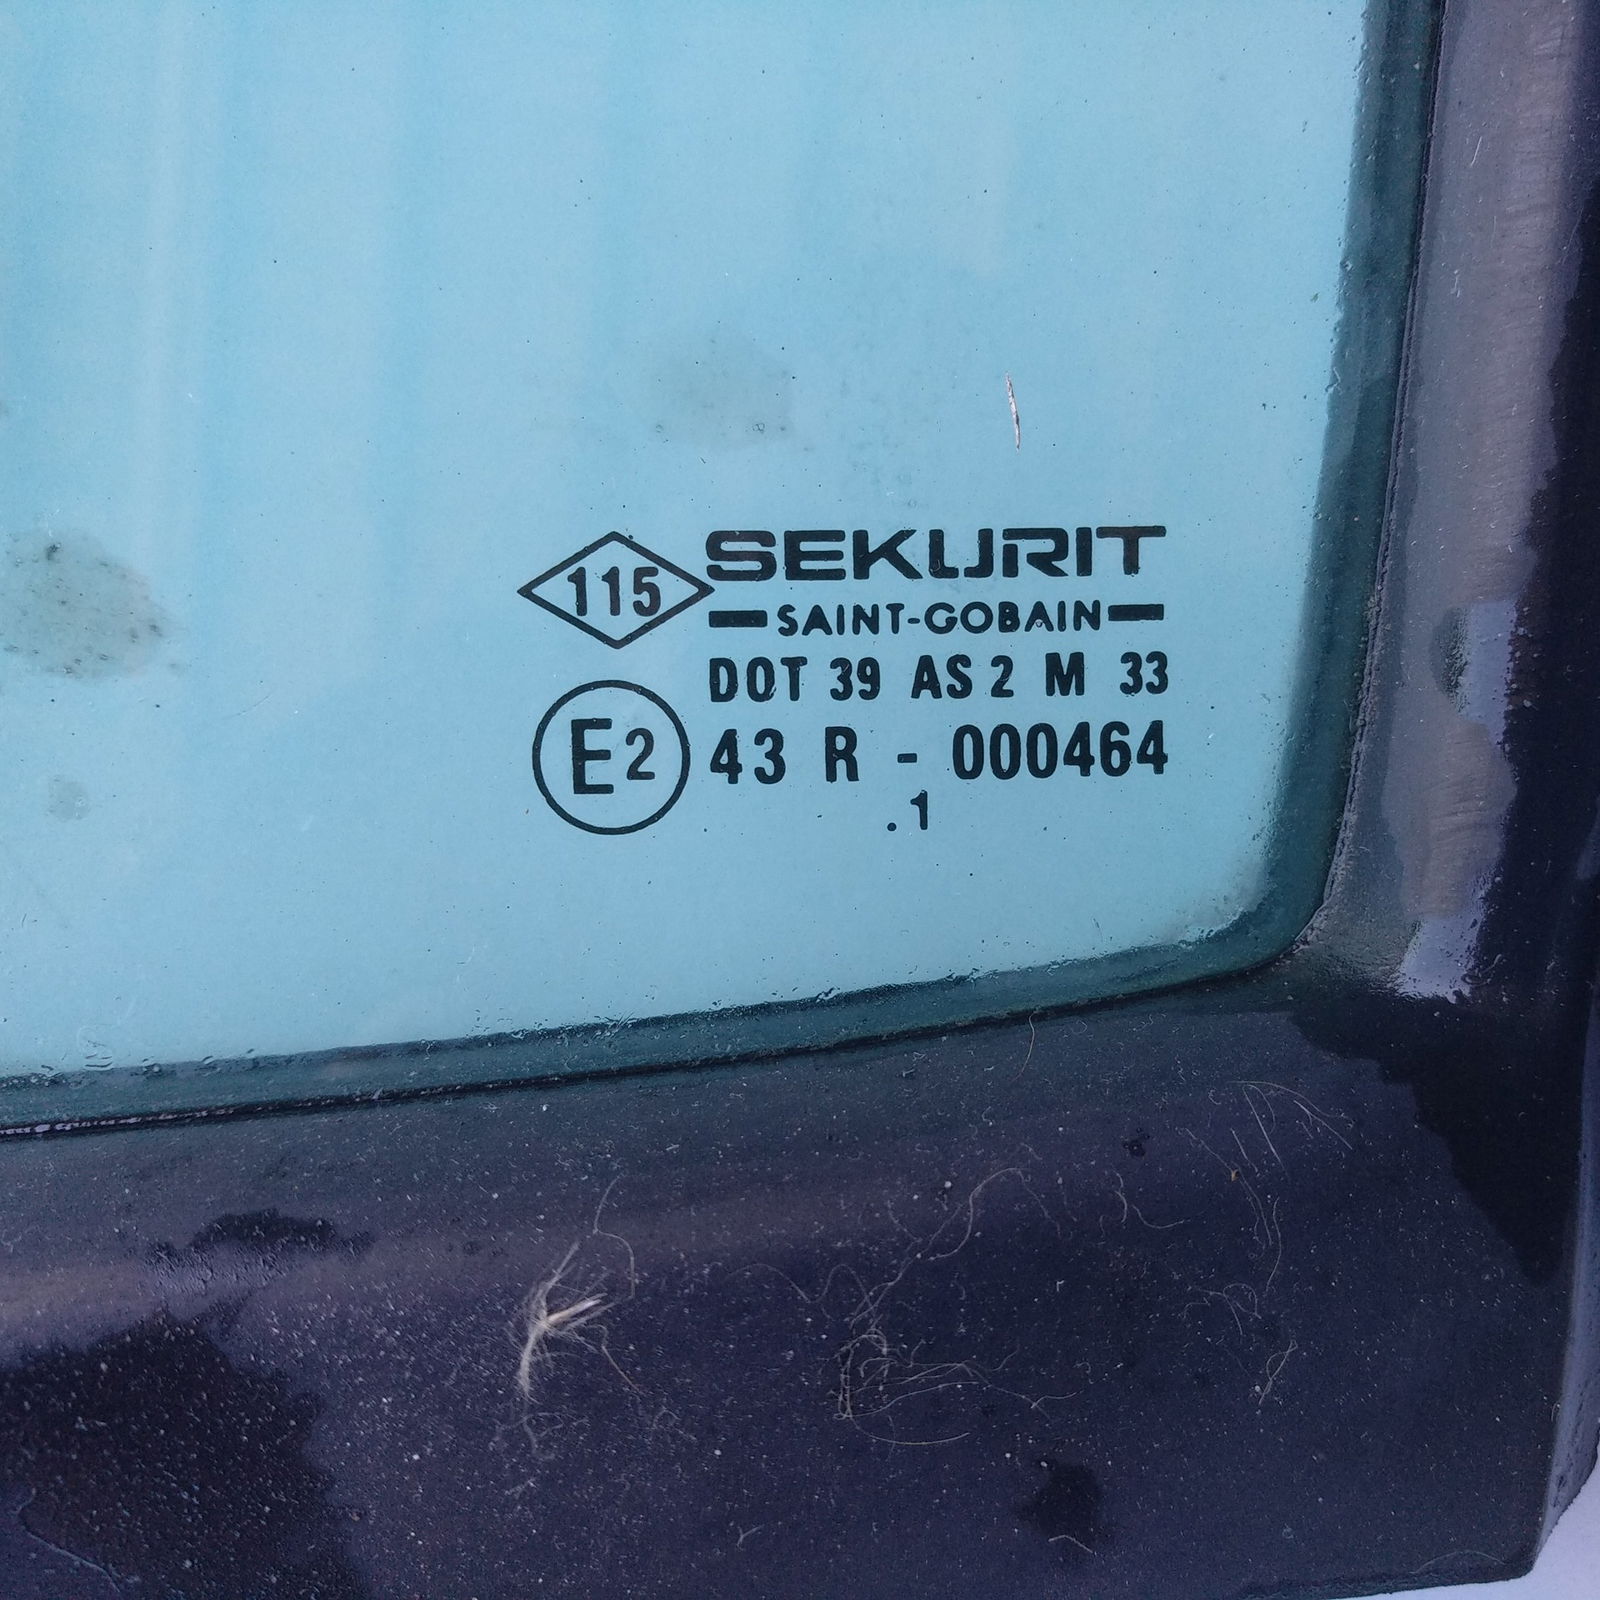 115
SEKURIT
SAINT-GOBAIN
DOT 39 AS 2 M 33
E2 43 R - 000464
.1